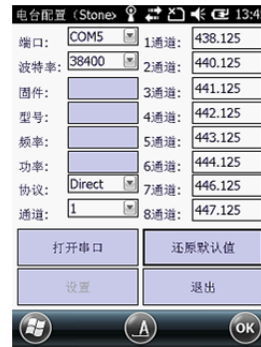 电台配置 (Stone) 13:4
端口: COM5 1通道: 438.125
波特率: 38400 2通道: 440.125
固件: 3通道: 441.125
型号: 4通道: 442.125
频率: 5通道: 443.125
功率: 6通道: 444.125
协议: Direct 7通道: 446.125
通道: 1 8通道: 447.125
打开串口 还原默认值
设置 退出
A OK